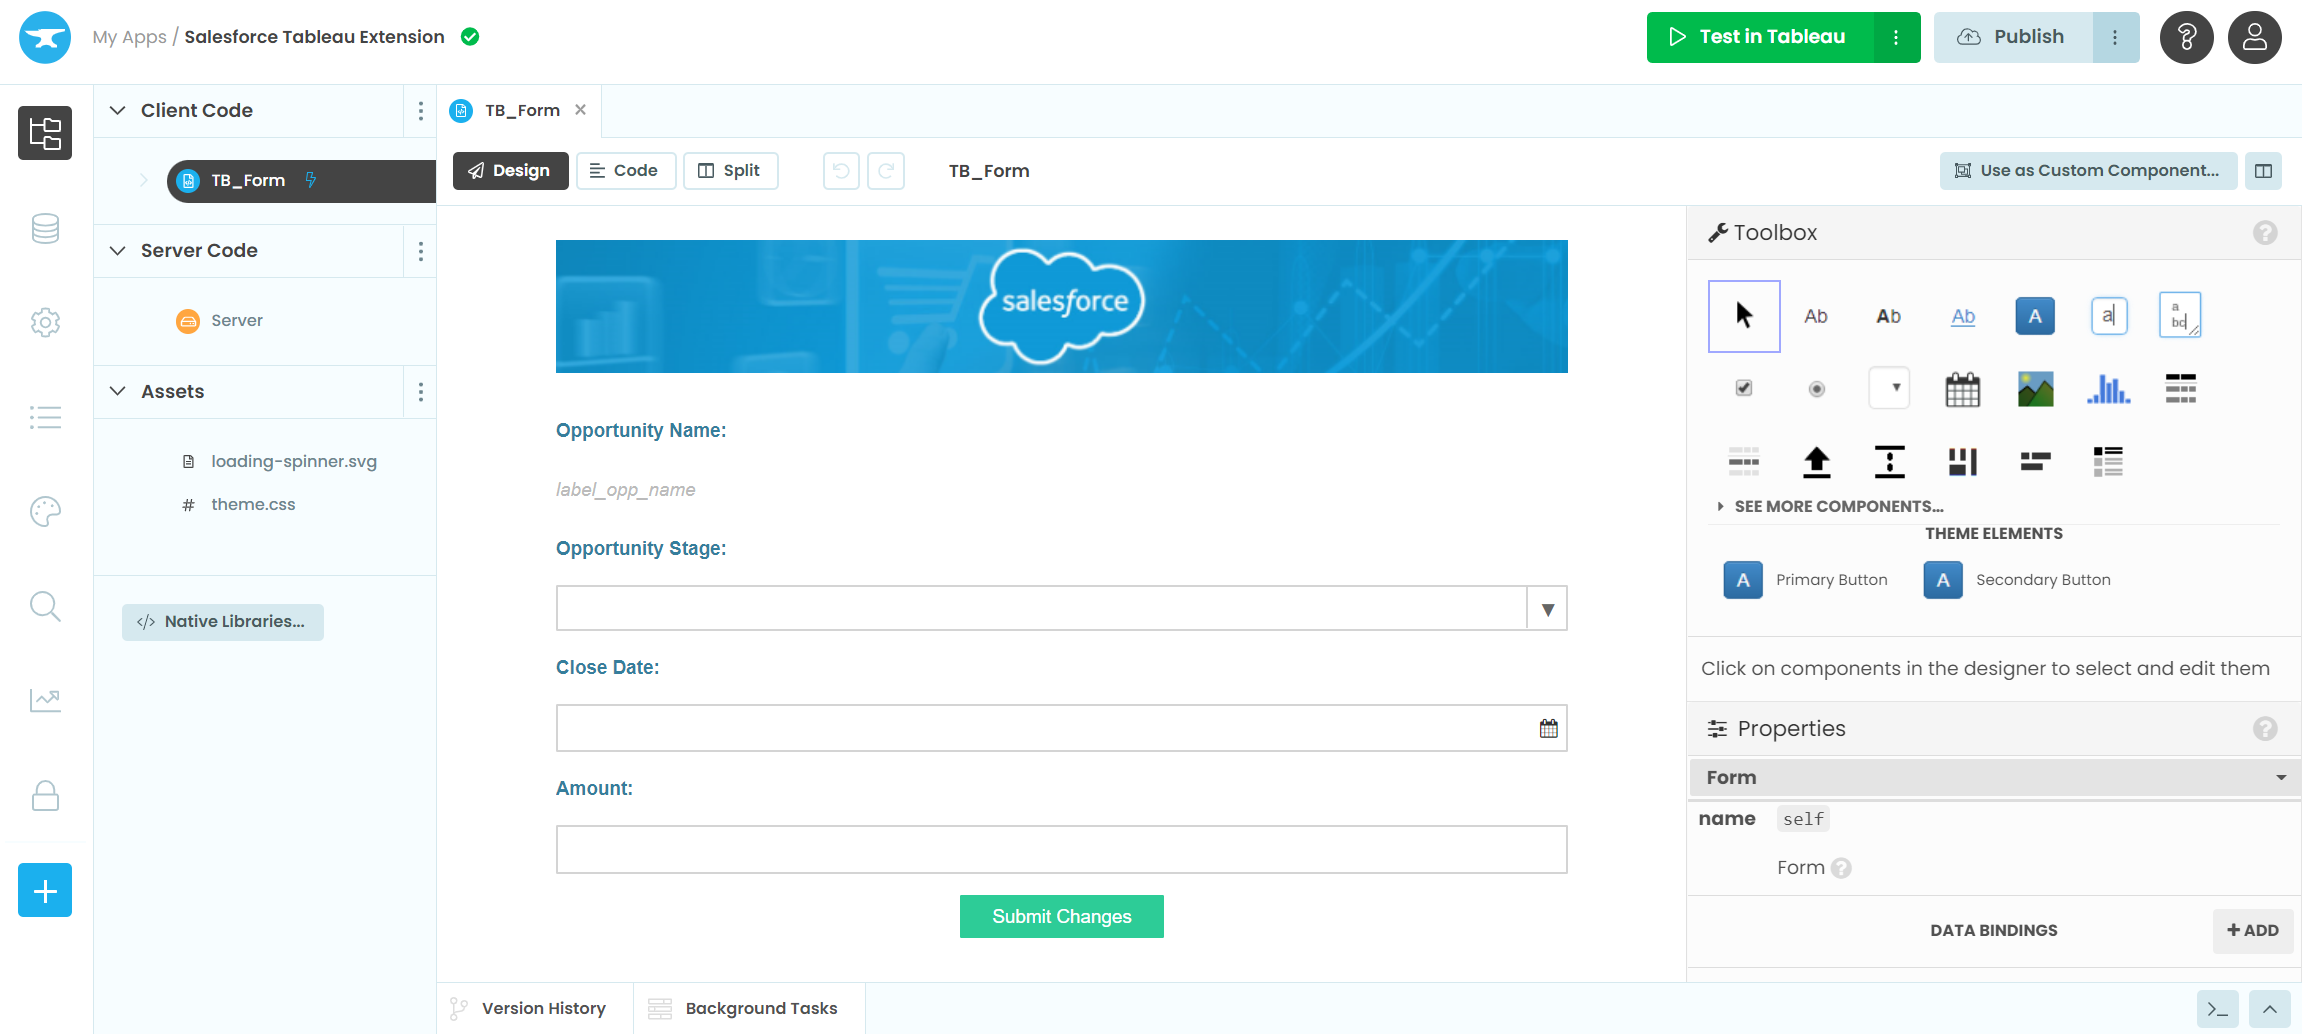 My Apps / Salesforce Tableau Extension
Test in Tableau
Publish
Client Code
TB_Form
Server Code
Server
Assets
loading-spinner.svg
# theme.css
</> Native Libraries...
TB_Form ×
Design
Code
Split
TB_Form
Use as Custom Component...
salesforce
Opportunity Name:
label_opp_name
Opportunity Stage:
Close Date:
Amount:
Submit Changes
Version History
Background Tasks
Toolbox
Ab
Ab
Ab
A
a
a
bc
SEE MORE COMPONENTS...
THEME ELEMENTS
A Primary Button
A Secondary Button
Click on components in the designer to select and edit them
Properties
Form
name self
Form
DATA BINDINGS
+ ADD